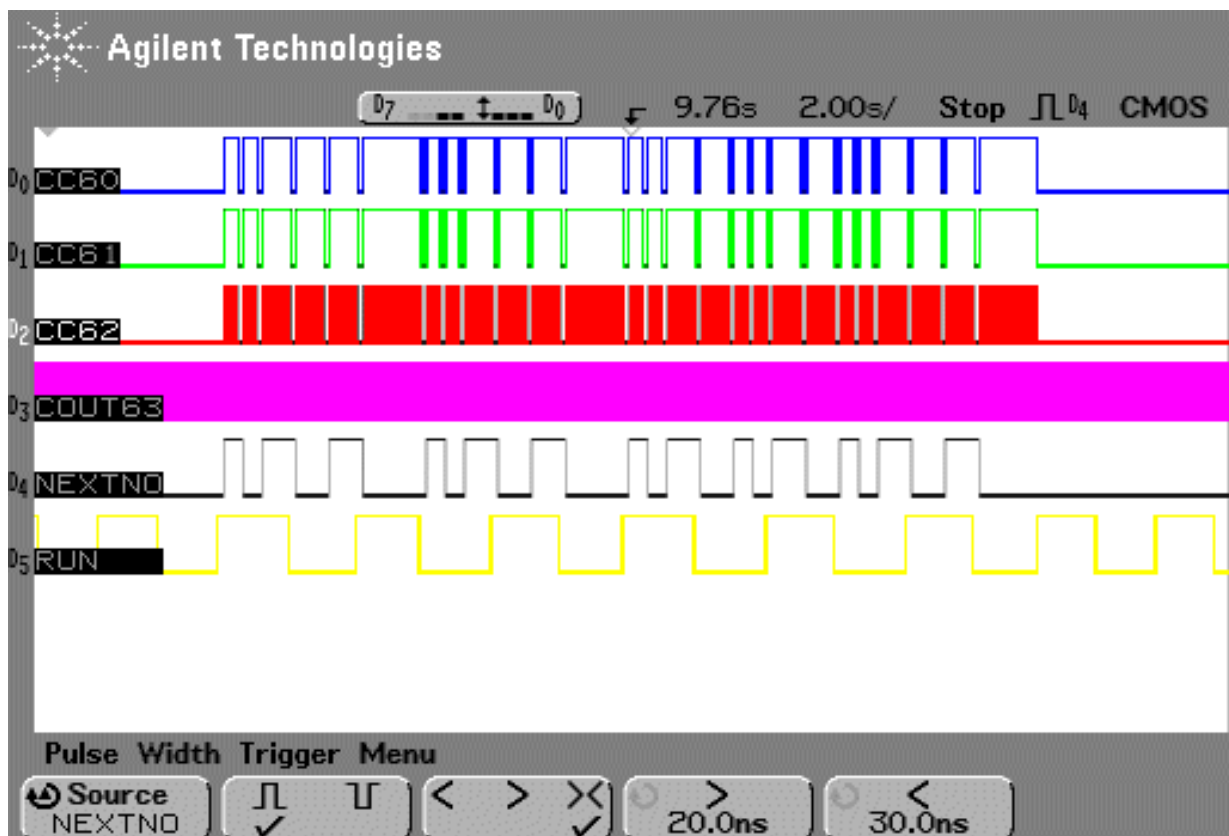 Agilent Technologies
D7 D0 9.76s 2.00s/ Stop D4 CMOS
D0 CC60
D1 CC61
D2 CC62
D3 COUT63
D4 NEXTNO
D5 RUN
Pulse Width Trigger Menu
Source < > >< > <
NEXTNO 20.0ns 30.0ns